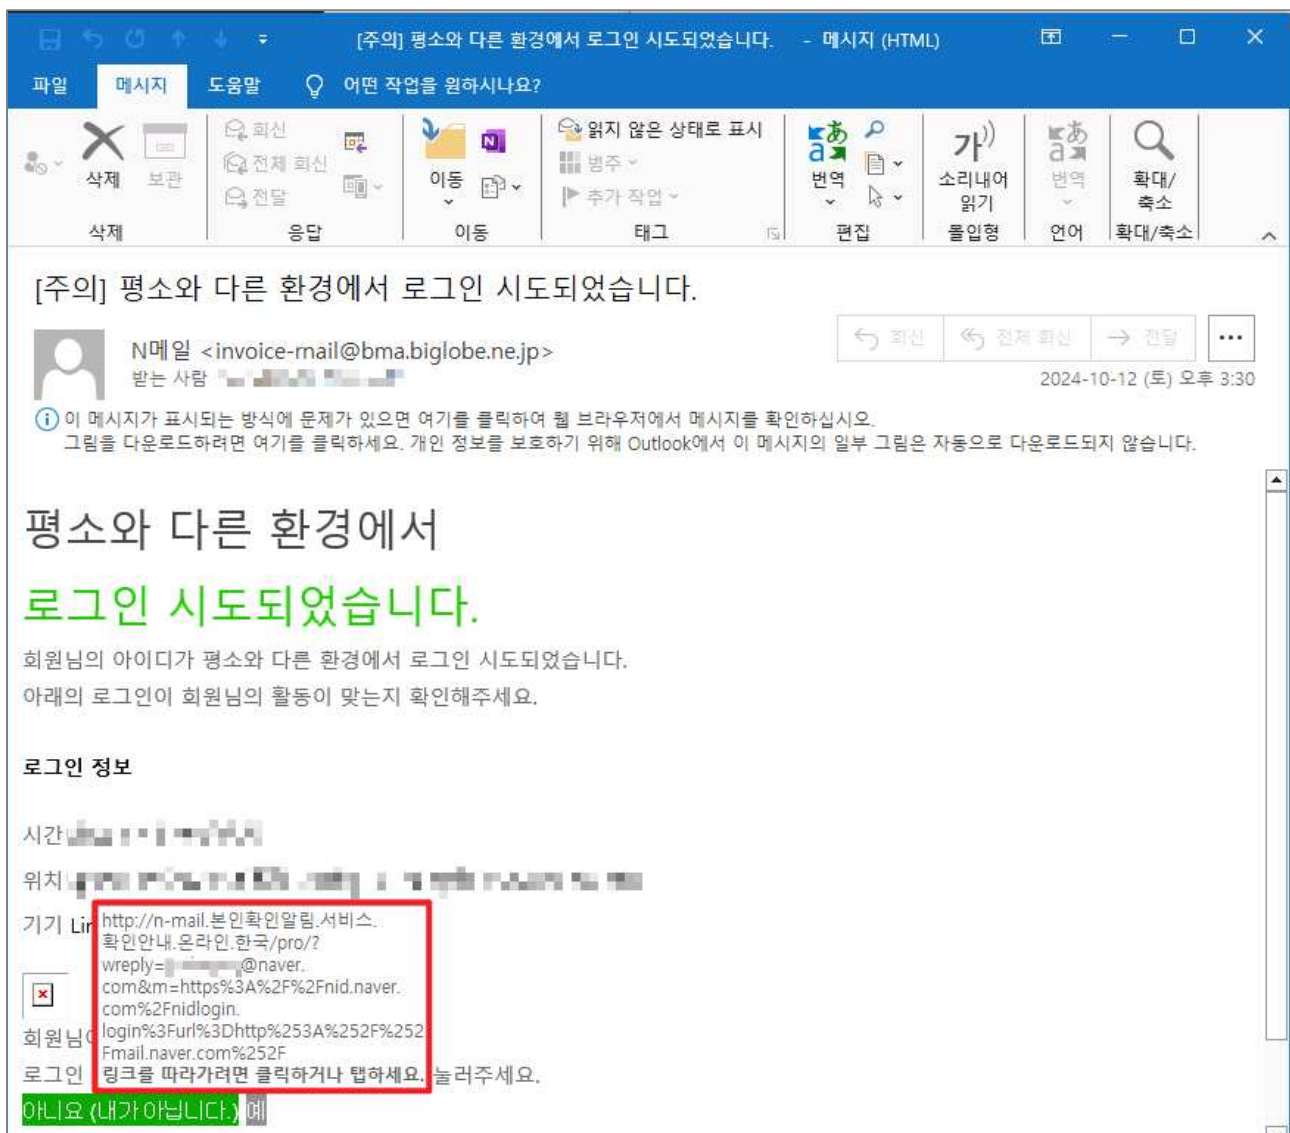 [주의] 평소와 다른 환경에서 로그인 시도되었습니다. - 메시지 (HTML)
파일 메시지 도움말 어떤 작업을 원하시나요?
삭제 보관
삭제
회신
전체 회신
전달
응답
이동
이동
읽지 않은 상태로 표시
범주
추가 작업
태그
번역
편집
소리내어
읽기
몰입형
번역
언어
확대/
축소
확대/축소
[주의] 평소와 다른 환경에서 로그인 시도되었습니다.
N메일 <invoice-rnail@bma.biglobe.ne.jp>
받는 사람
회신 전체 회신 전달
2024-10-12 (토) 오후 3:30
이 메시지가 표시되는 방식에 문제가 있으면 여기를 클릭하여 웹 브라우저에서 메시지를 확인하십시오.
그림을 다운로드하려면 여기를 클릭하세요. 개인 정보를 보호하기 위해 Outlook에서 이 메시지의 일부 그림은 자동으로 다운로드되지 않습니다.
평소와 다른 환경에서
로그인 시도되었습니다.
회원님의 아이디가 평소와 다른 환경에서 로그인 시도되었습니다.
아래의 로그인이 회원님의 활동이 맞는지 확인해주세요.
로그인 정보
시간
위치
기기
http://n-mail.본인확인알림.서비스.
확인안내.온라인.한국/pro/?
wreply= @naver.
com&m=https%3A%2F%2Fnid.naver.
com%2Fnidlogin.
login%3Furl%3Dhttp%253A%252F%252
Fmail.naver.com%252F
링크를 따라가려면 클릭하거나 탭하세요.
회원님
로그인 눌러주세요.
아니요 (내가 아닙니다.) 예